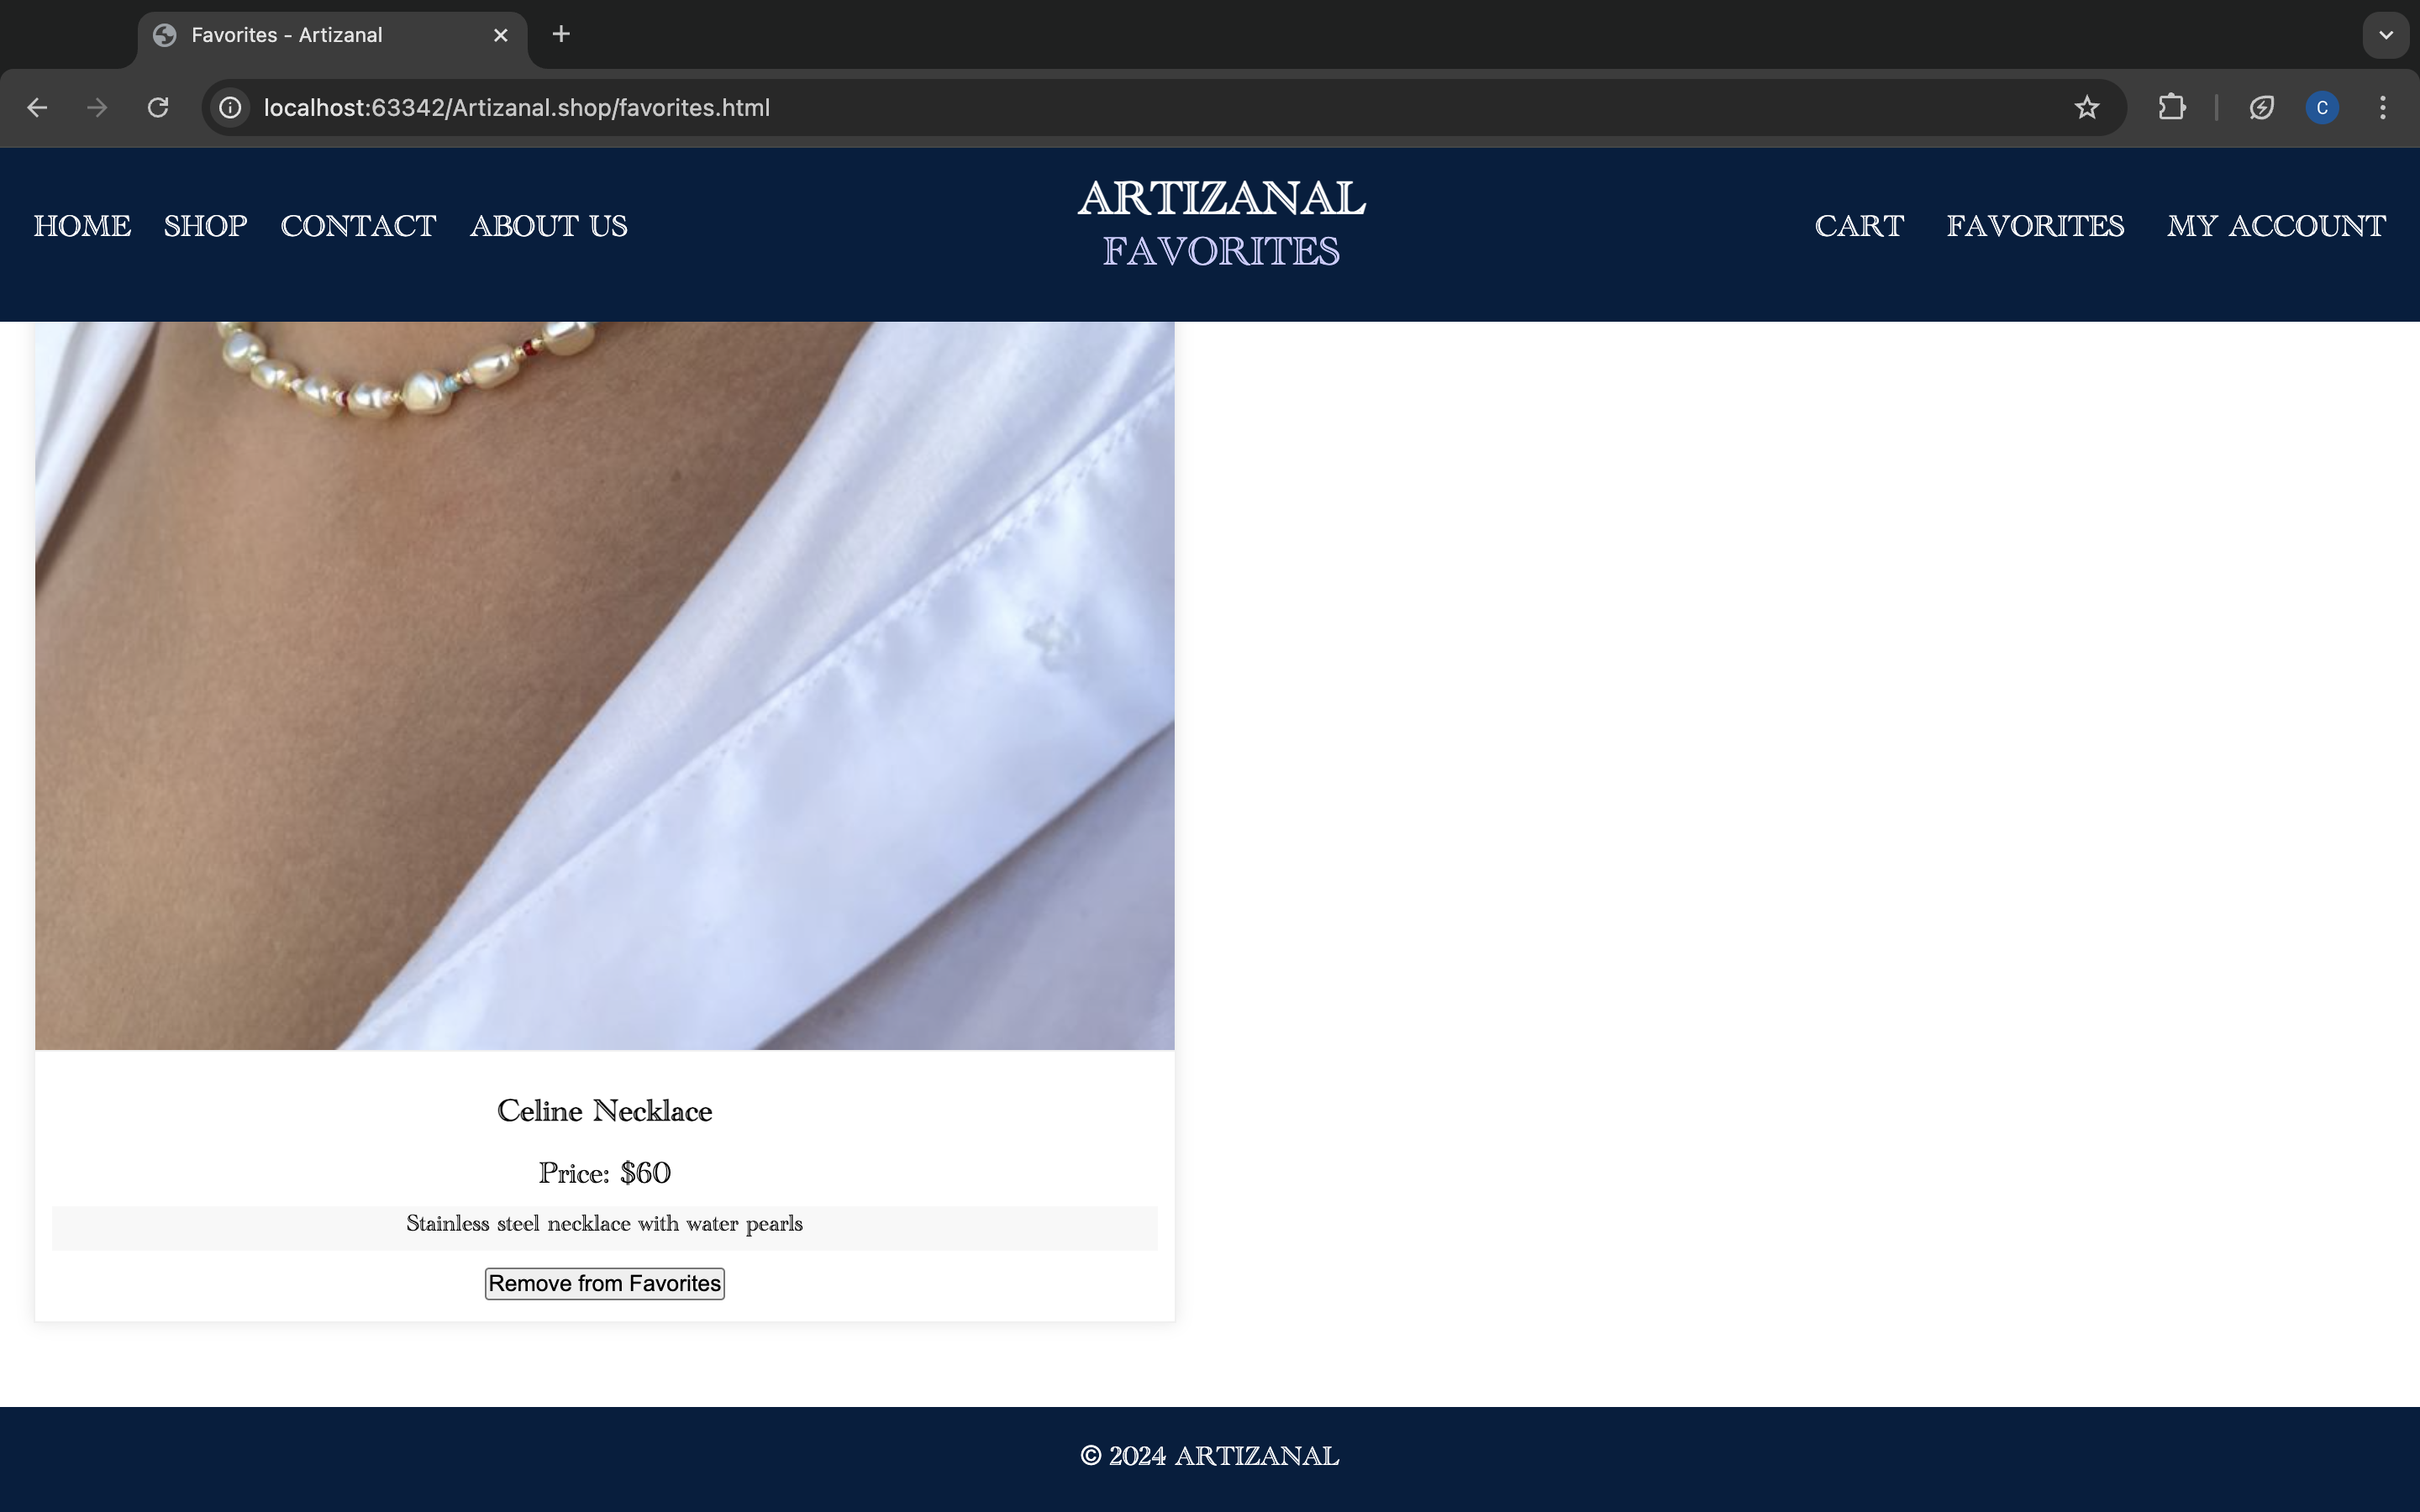 Favorites - Artizanal
localhost:63342/Artizanal.shop/favorites.html
C
HOME SHOP CONTACT ABOUT US
ARTIZANAL
FAVORITES
CART FAVORITES MY ACCOUNT
Celine Necklace
Price: $60
Stainless steel necklace with water pearls
Remove from Favorites
© 2024 ARTIZANAL